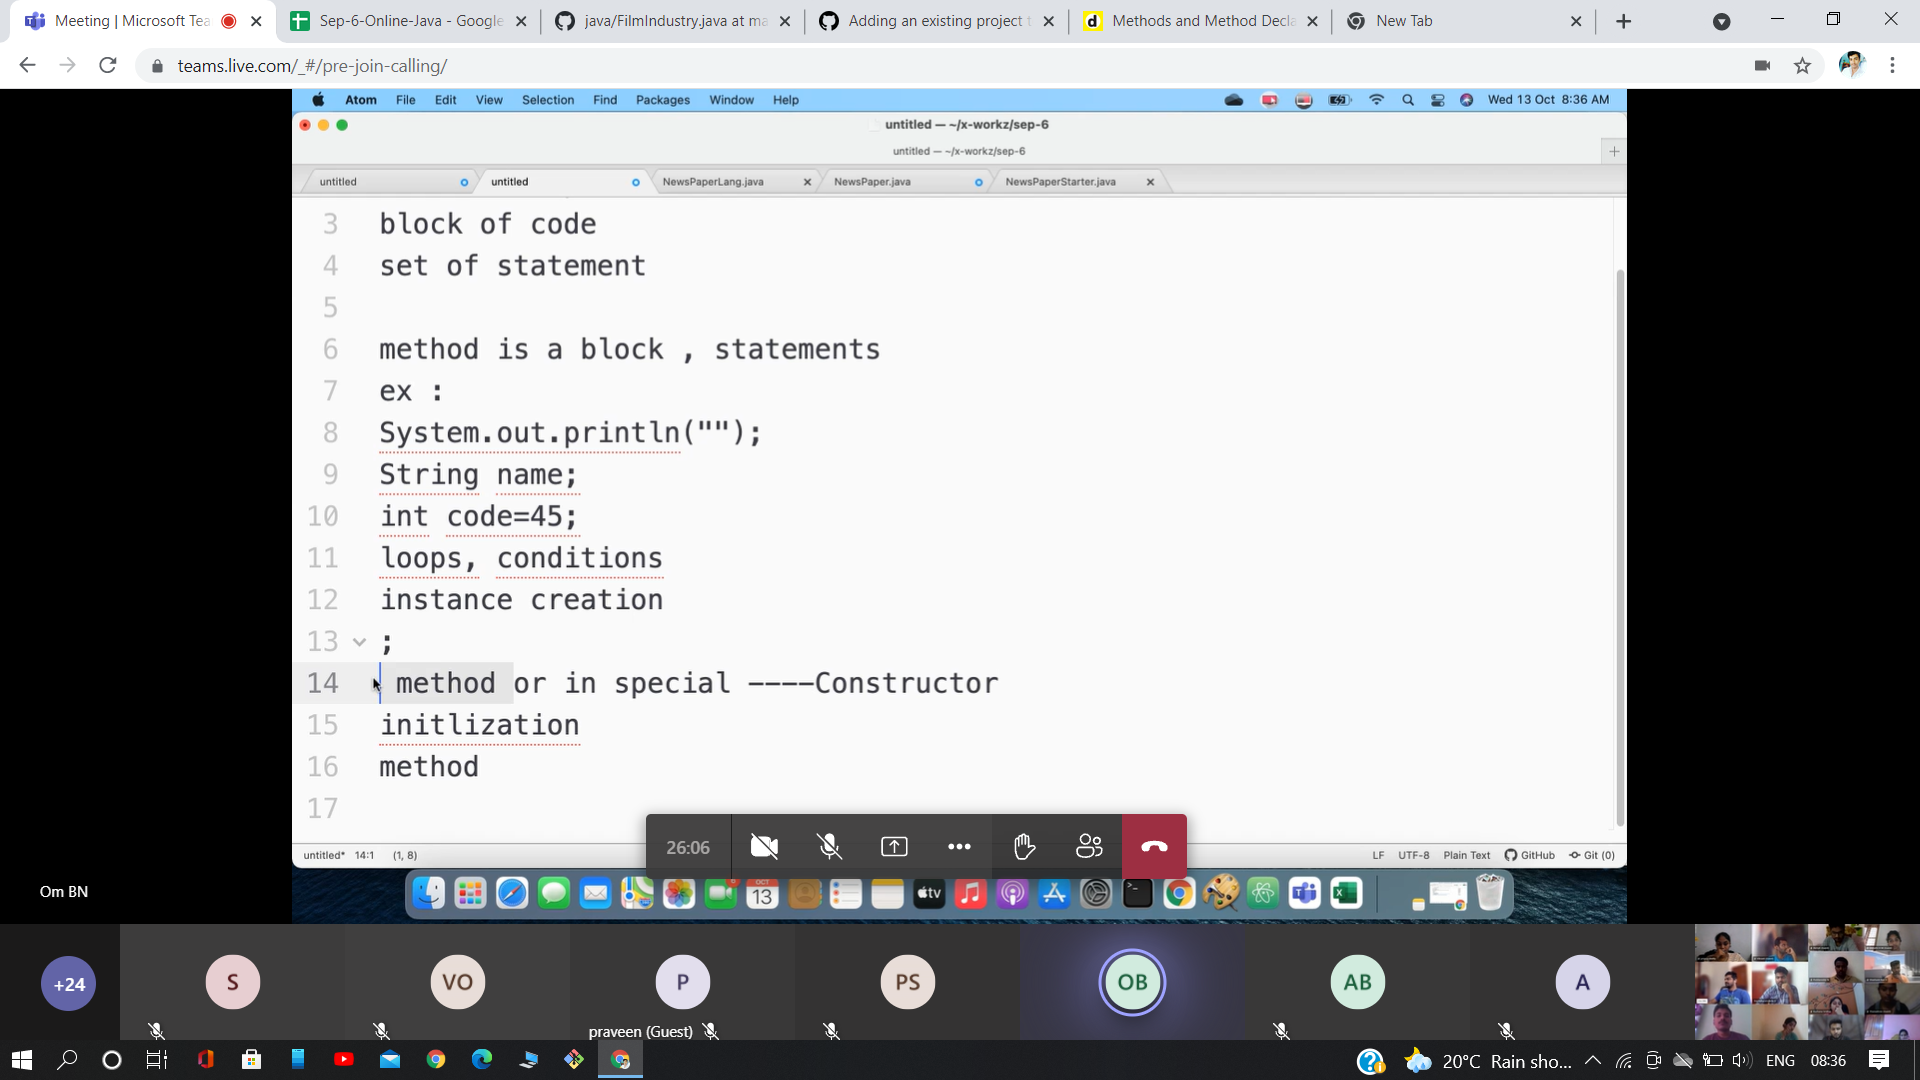 Meeting | Microsoft Tea
Sep-6-Online-Java - Google
java/FilmIndustry.java at ma
Adding an existing project t
Methods and Method Decla
New Tab
teams.live.com/_#/pre-join-calling/
Atom File Edit View Selection Find Packages Window Help
Wed 13 Oct 8:36 AM
untitled — ~/x-workz/sep-6
untitled — ~/x-workz/sep-6
untitled
untitled
NewsPaperLang.java
NewsPaper.java
NewsPaperStarter.java
3 block of code
4 set of statement
5
6 method is a block , statements
7 ex :
8 System.out.println("");
9 String name;
10 int code=45;
11 loops, conditions
12 instance creation
13 ;
14 method or in special ----Constructor
15 initlization
16 method
17
26:06
untitled* 14:1 (1, 8)
LF UTF-8 Plain Text GitHub Git (0)
Om BN
OCT
13
tv
+24
S
VO
P
PS
OB
AB
A
praveen (Guest)
20°C Rain sho...
ENG
08:36